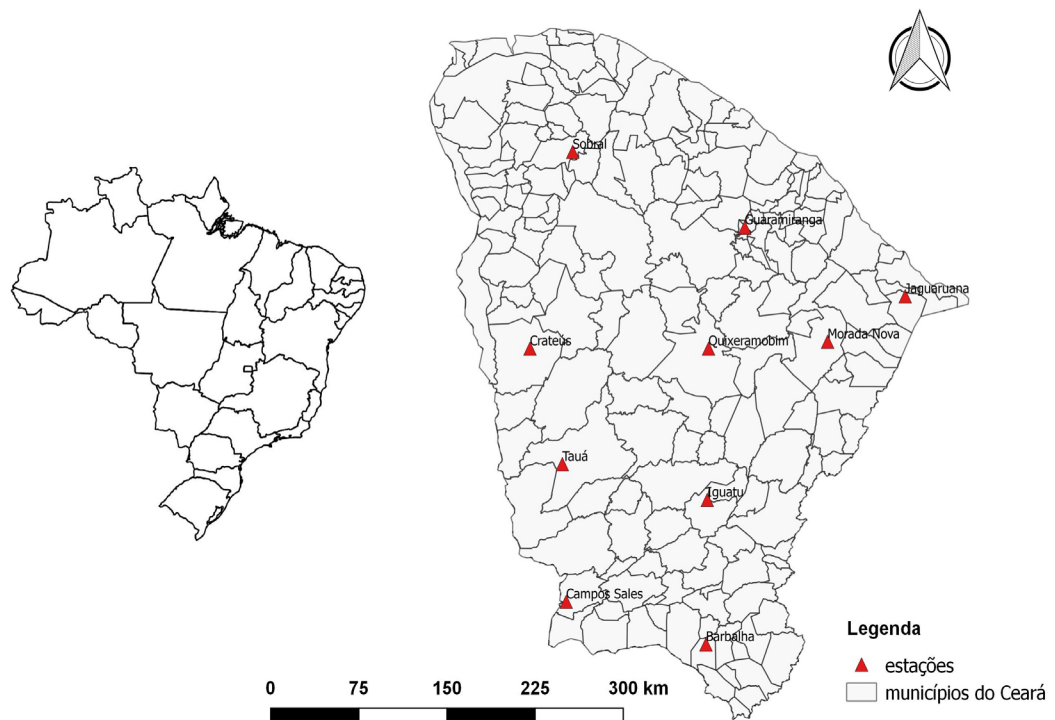 Sobral
Guaramiranga
Jaguaruana
Crateús
Quixeramobim
Morada Nova
Tauá
Iguatu
Campos Sales
Barbalha
Legenda
estações
municípios do Ceará
0 75 150 225 300 km